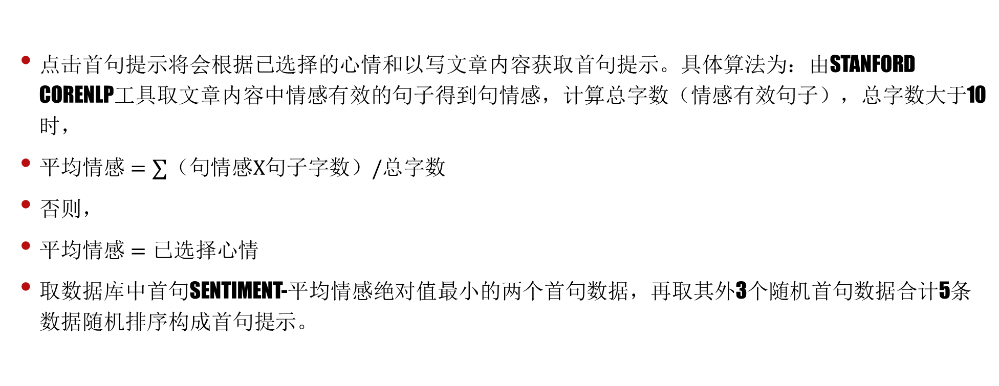 • 点击首句提示将会根据已选择的心情和以写文章内容获取首句提示。具体算法为：由STANFORD
CORENLP工具取文章内容中情感有效的句子得到句情感，计算总字数（情感有效句子），总字数大于10
时，
• 平均情感 = ∑（句情感X句子字数）/总字数
• 否则，
• 平均情感 = 已选择心情
• 取数据库中首句SENTIMENT-平均情感绝对值最小的两个首句数据，再取其外3个随机首句数据合计5条
数据随机排序构成首句提示。